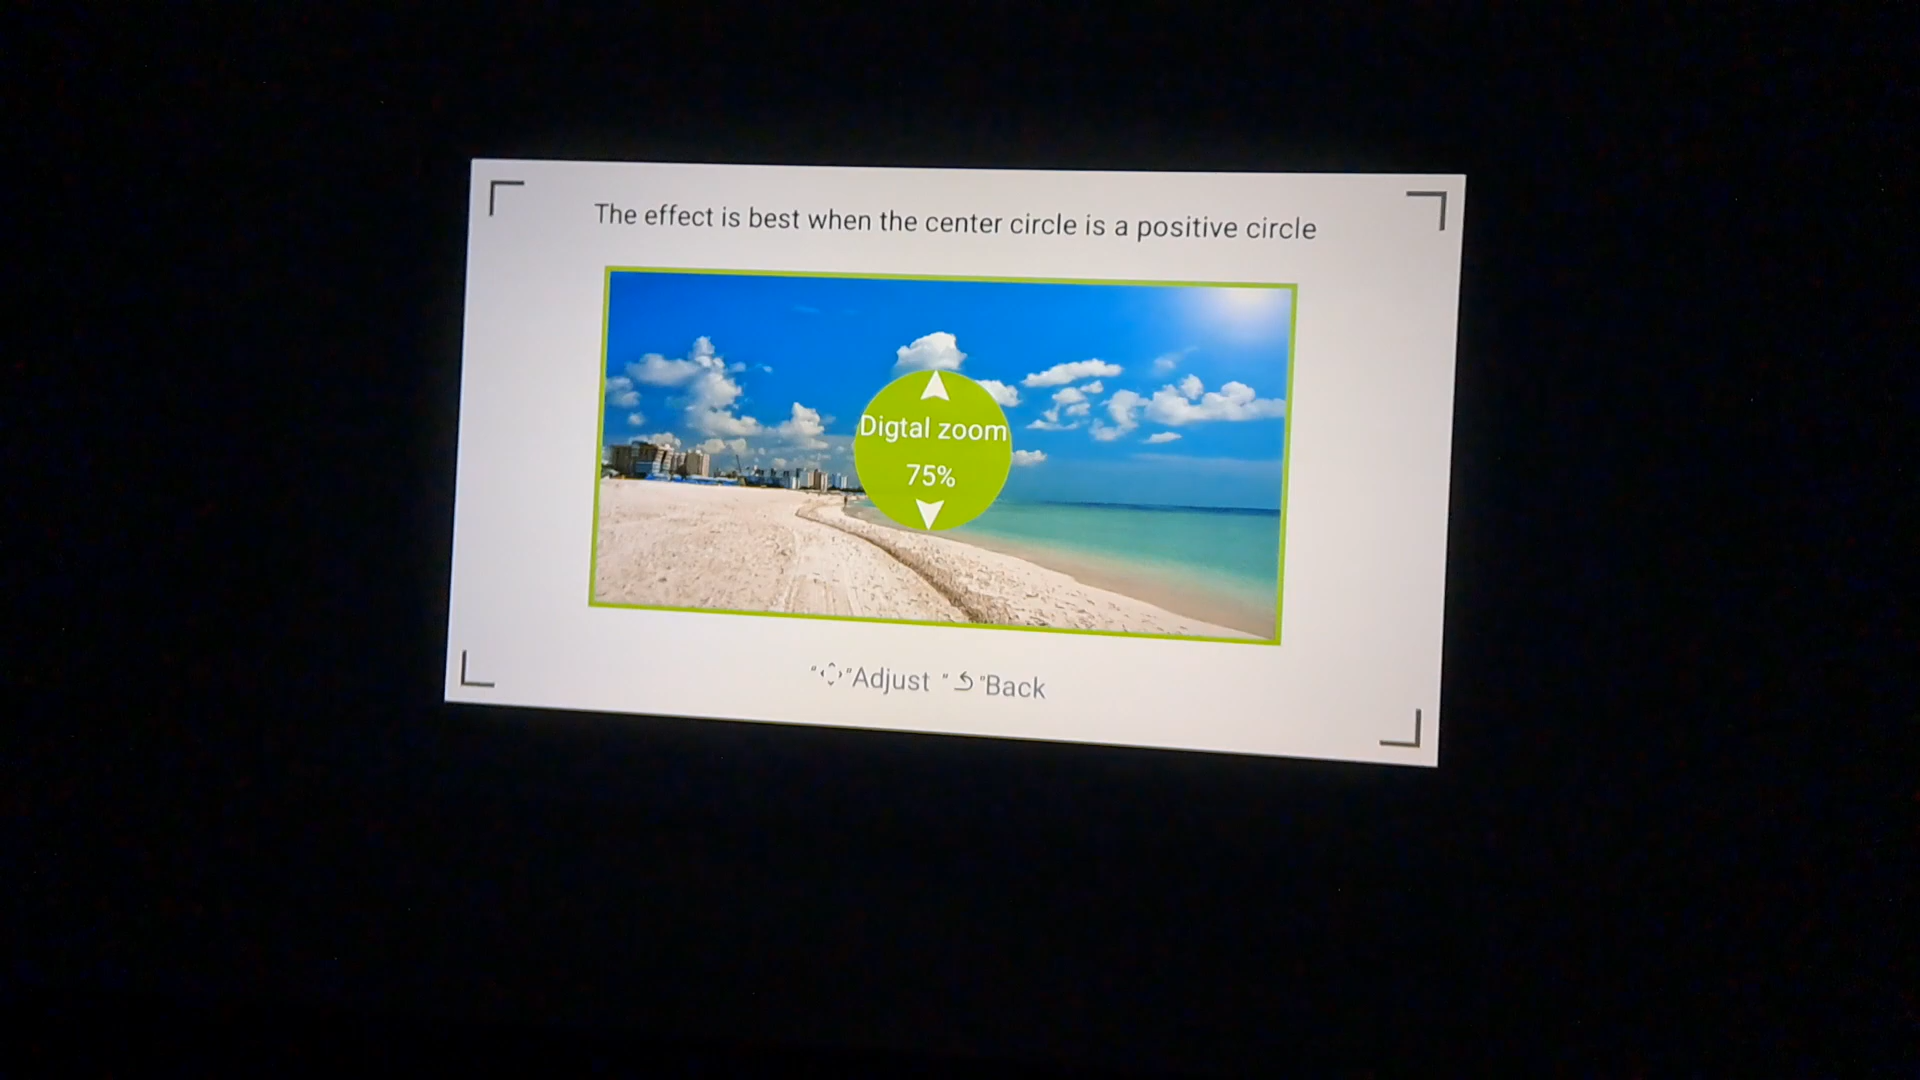 The effect is best when the center circle is a positive circle
Digtal zoom
75%
""Adjust ""Back